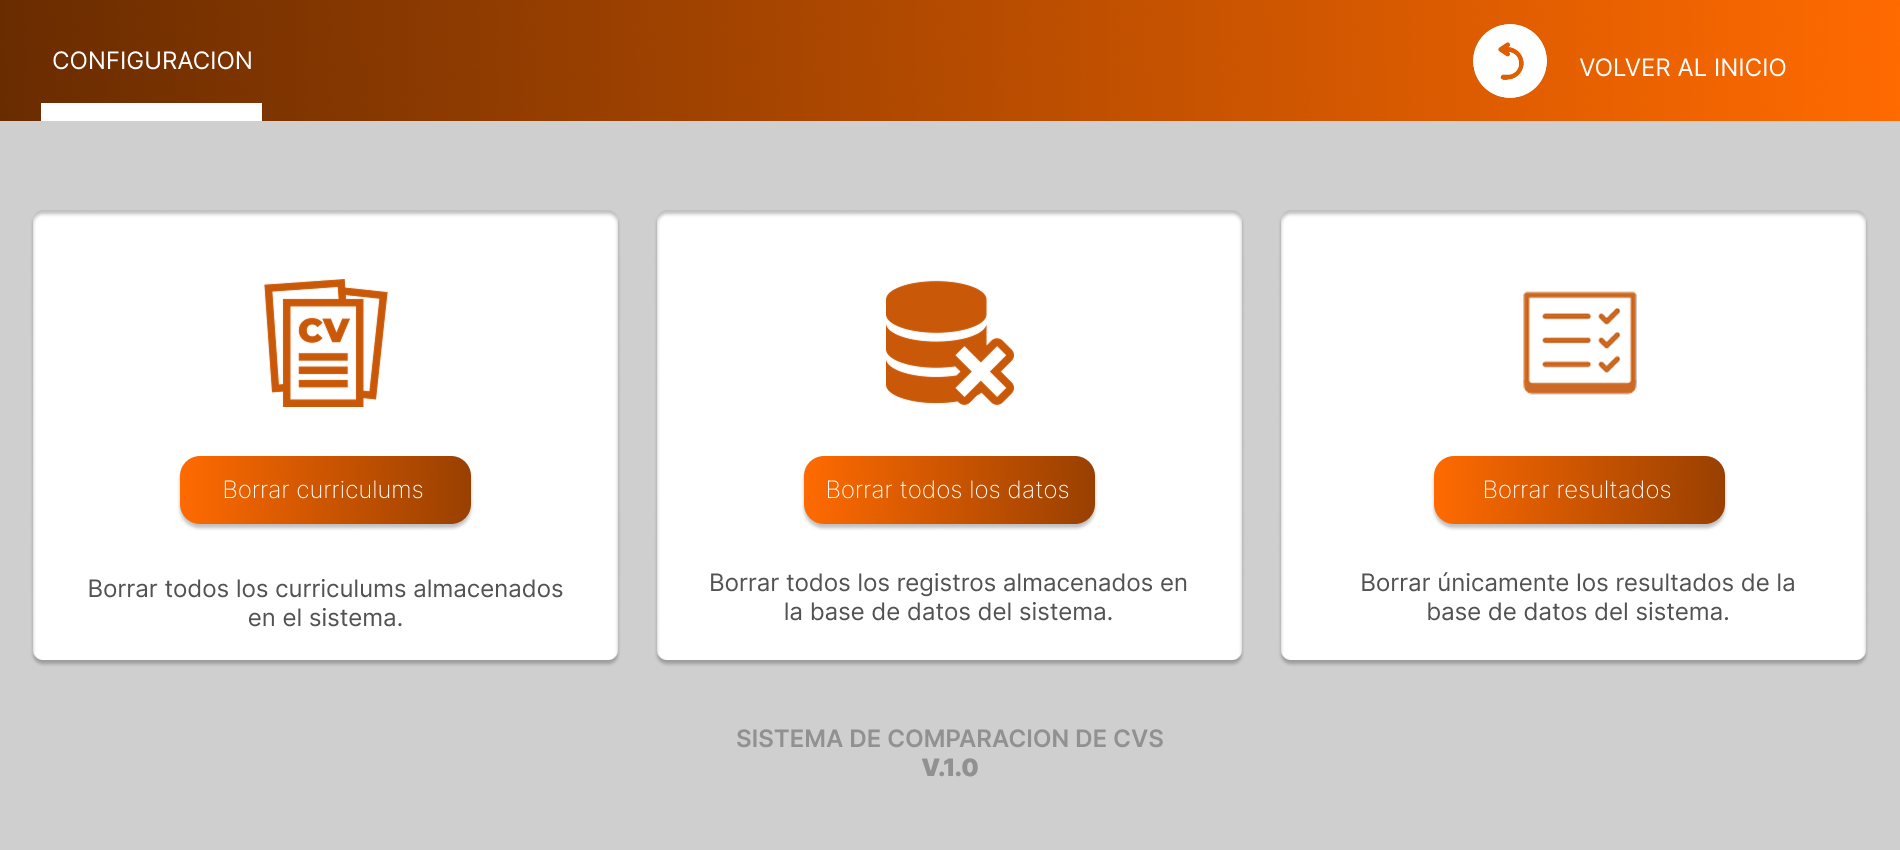 CONFIGURACION
VOLVER AL INICIO
CV
Borrar curriculums
Borrar todos los curriculums almacenados
en el sistema.
Borrar todos los datos
Borrar todos los registros almacenados en
la base de datos del sistema.
Borrar resultados
Borrar únicamente los resultados de la
base de datos del sistema.
SISTEMA DE COMPARACION DE CVS
V.1.0